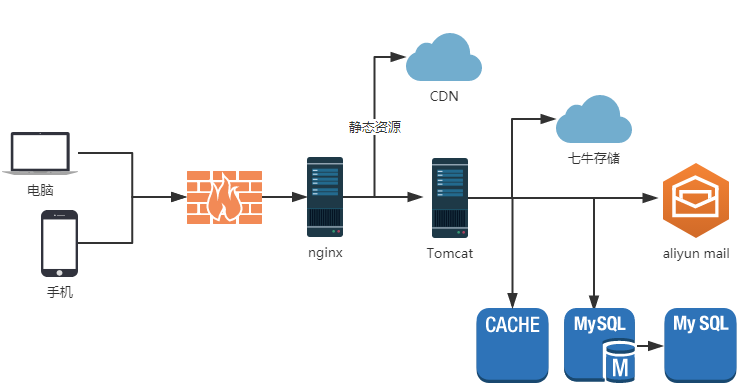 CDN
静态资源
七牛存储
电脑
nginx
Tomcat
aliyun mail
手机
CACHE
MySQL
M
My SQL